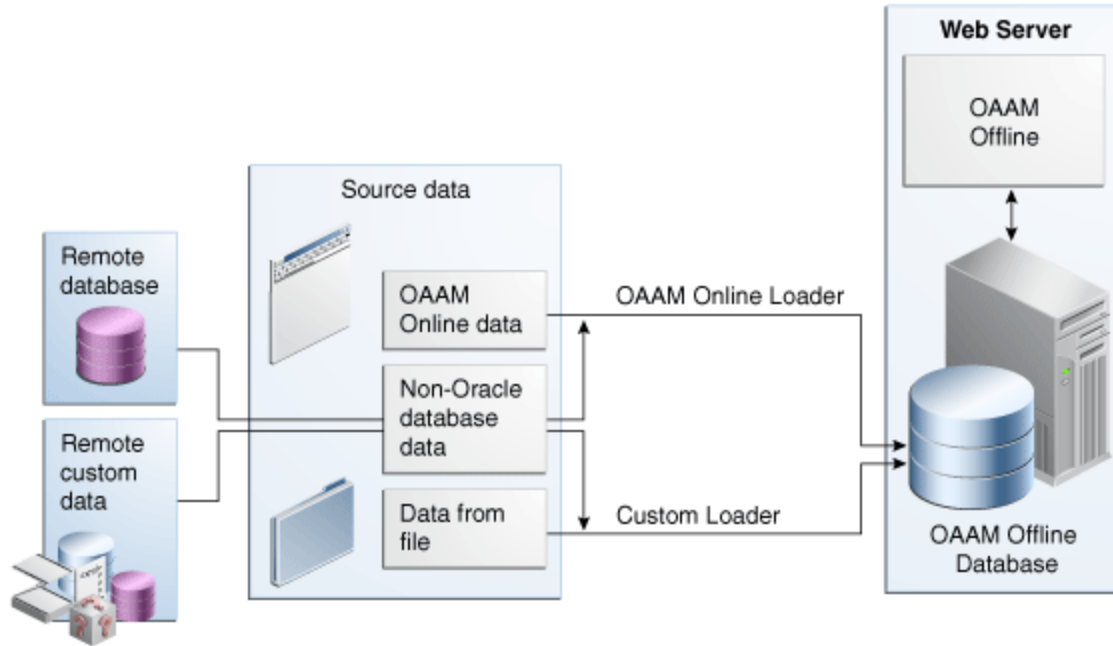 Web Server
OAAM
Offline
Source data
Remote
database
OAAM
Online data
OAAM Online Loader
Non-Oracle
database
data
Remote
custom
data
Data from
file
Custom Loader
OAAM Offline
Database